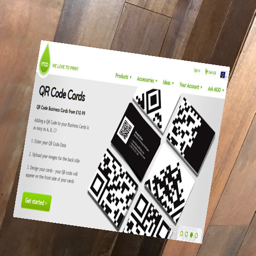 WE LOVE TO PRINT
Products
Accessories
Ideas
Your Account
QR Code Cards
QR Code Business Cards from £10.99
Adding a QR Code to your Business Cards is
as easy as A, B, C!
1. Enter your QR Code Data
2. Upload your images for the back side
3. Design your cards - your QR code will
appear on the front side of your cards
Get started >